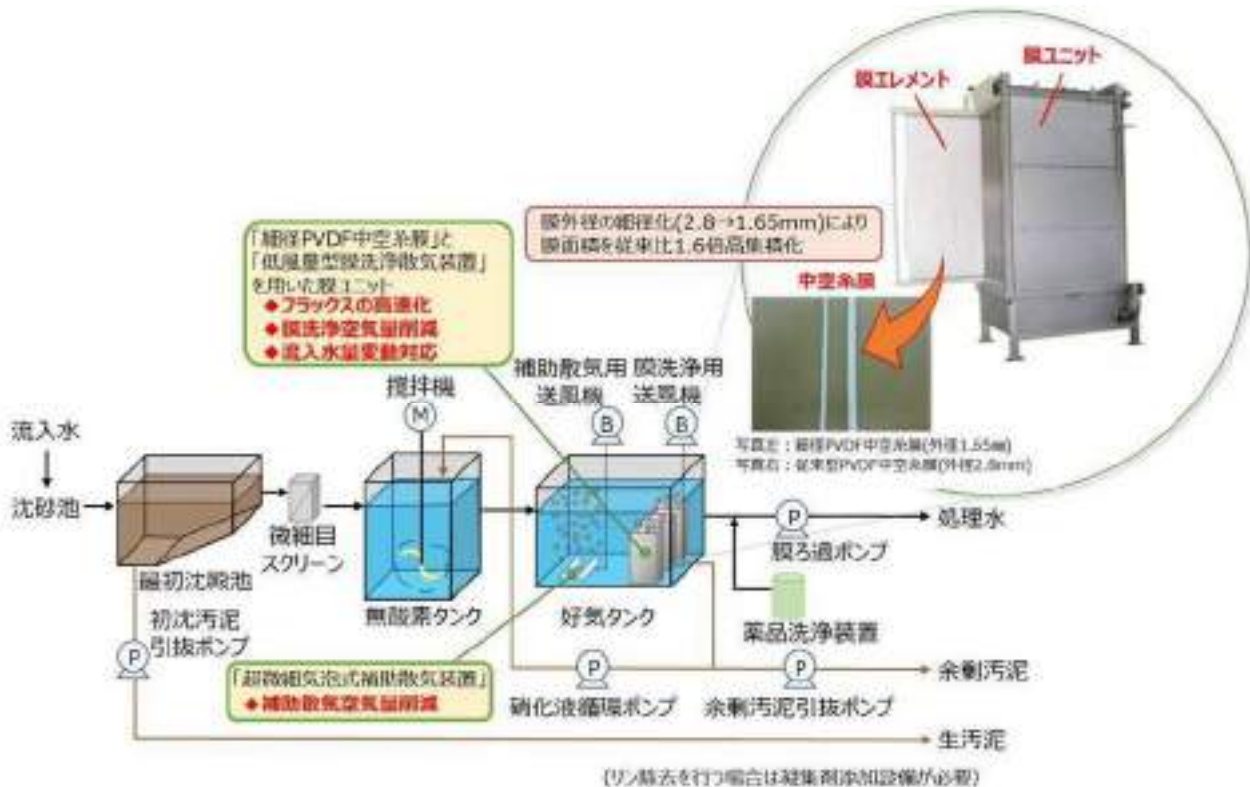 膜ユニット
膜エレメント
膜外径の細径化(2.8→1.65mm)により
膜面積を従来比1.6倍高集積化
中空糸膜
写真左：細径PVDF中空糸膜(外径1.65㎜)
写真右：従来型PVDF中空糸膜(外径2.8mm)
「細径PVDF中空糸膜」と
「低風量型膜洗浄散気装置」
を用いた膜ユニット
◆フラックスの高速化
◆膜洗浄空気量削減
◆流入水量変動対応
撹拌機
M
補助散気用
送風機
B
膜洗浄用
送風機
B
流入水
沈砂池
最初沈殿池
微細目
スクリーン
無酸素タンク
好気タンク
P
膜ろ過ポンプ
処理水
薬品洗浄装置
初沈汚泥
引抜ポンプ
P
「超微細気泡式補助散気装置」
◆補助散気空気量削減
P
硝化液循環ポンプ
P
余剰汚泥引抜ポンプ
余剰汚泥
生汚泥
(リン除去を行う場合は凝集剤添加設備が必要)